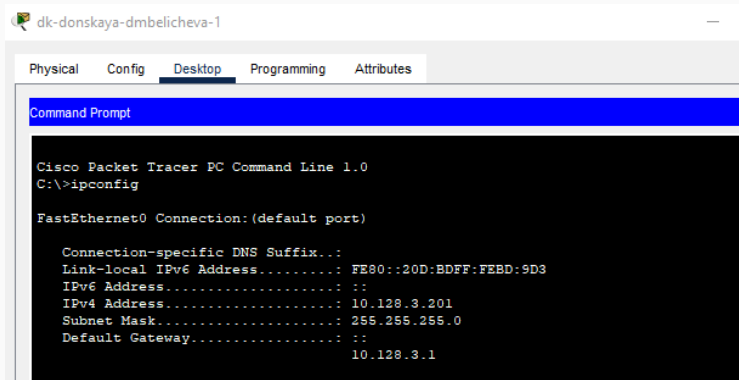 dk-donskaya-dmbelicheva-1
Physical Config Desktop Programming Attributes
Command Prompt
Cisco Packet Tracer PC Command Line 1.0
C:\>ipconfig
FastEthernet0 Connection:(default port)
Connection-specific DNS Suffix..:
Link-local IPv6 Address.........: FE80::20D:BDFF:FEBD:9D3
IPv6 Address....................: ::
IPv4 Address....................: 10.128.3.201
Subnet Mask.....................: 255.255.255.0
Default Gateway.................: ::
10.128.3.1